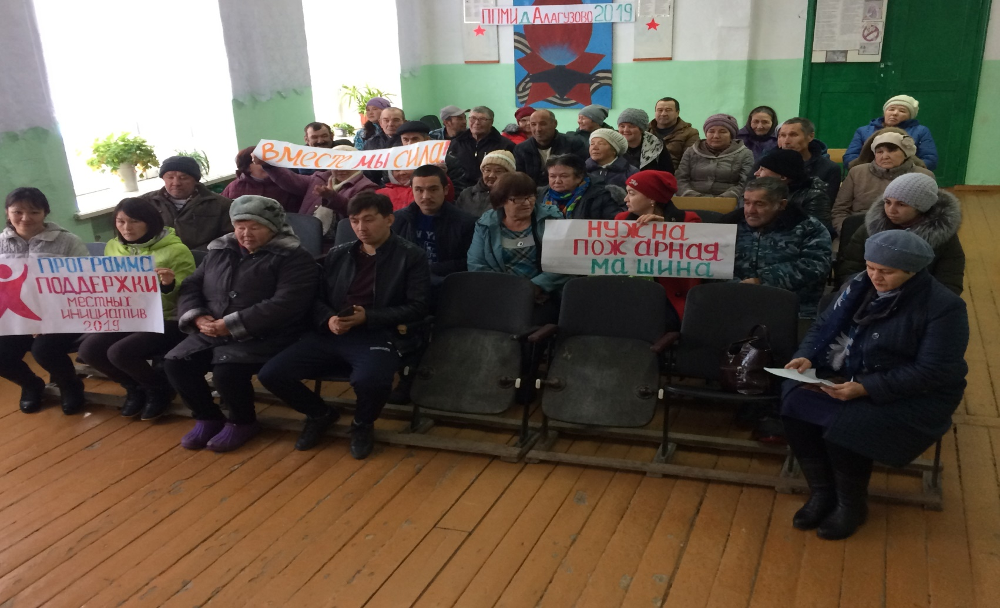 ППМИ д Алагузово 2019
Вместе мы сила!
НУЖНА
ПОЖАРНАЯ
МАШИНА
ПРОГРАММА
ПОДДЕРЖКИ
местных
инициатив
2019